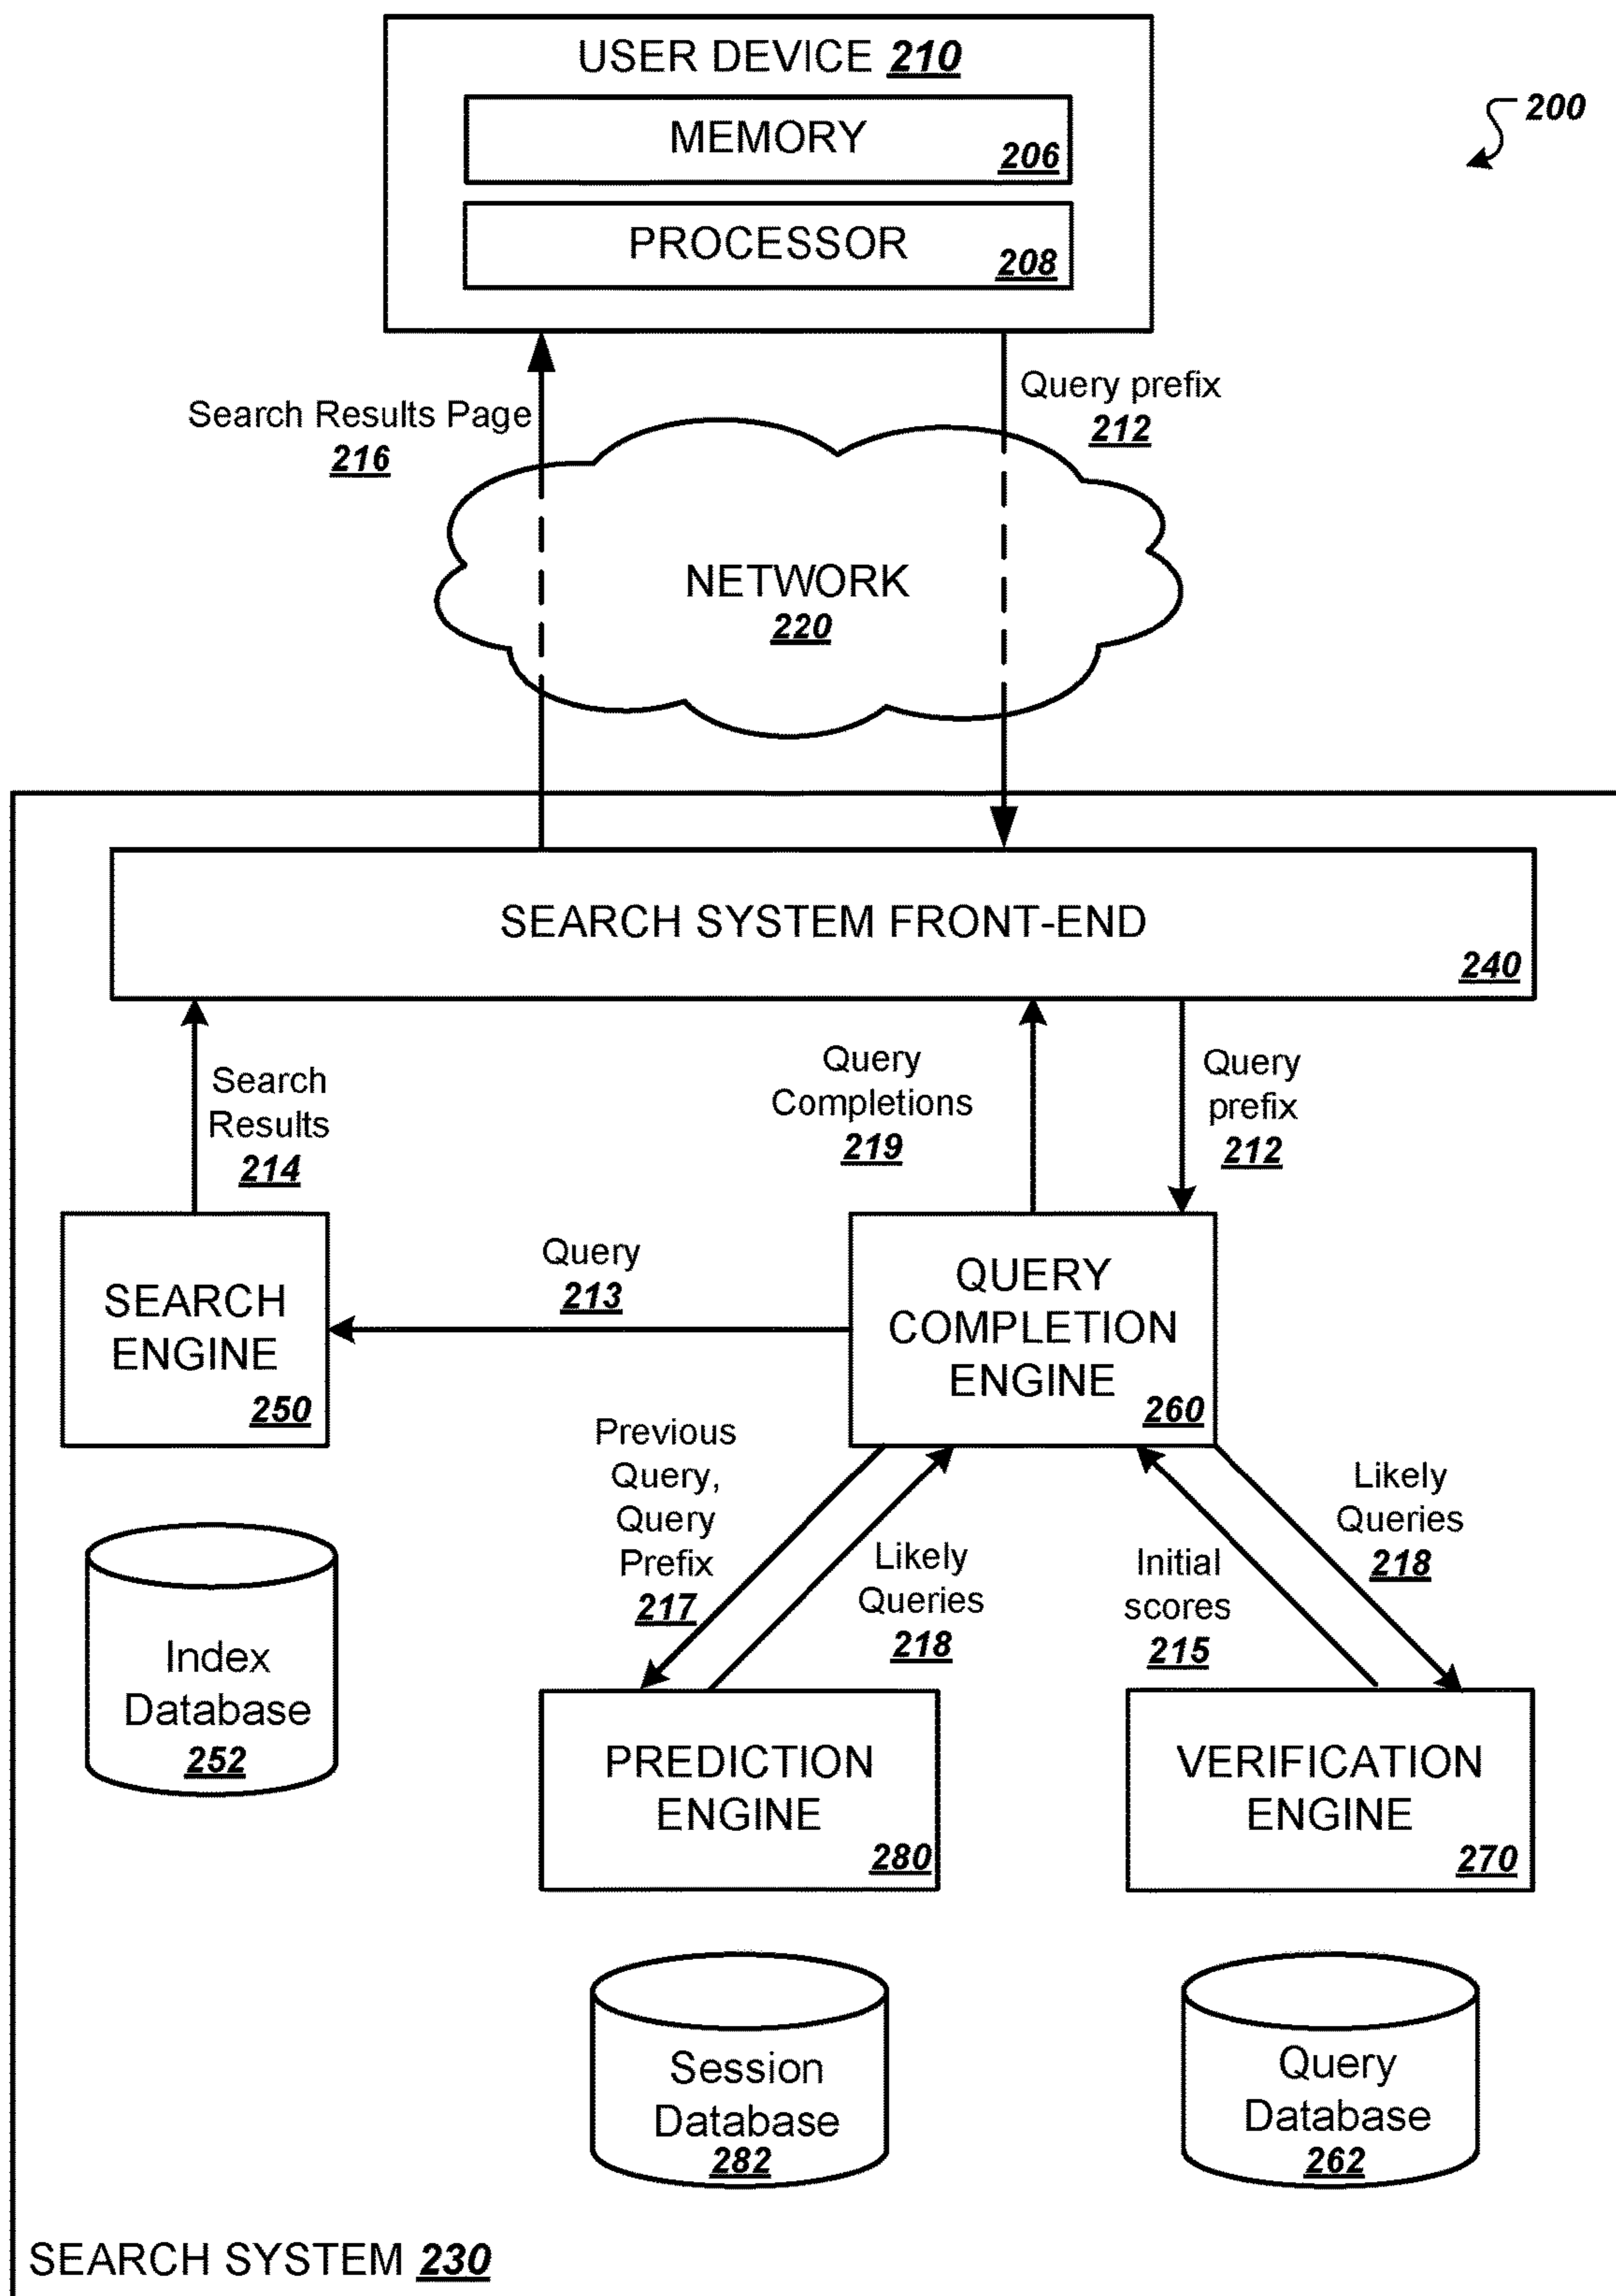 USER DEVICE 210
MEMORY
206
PROCESSOR
208
200
Search Results Page
216
Query prefix
212
NETWORK
220
SEARCH SYSTEM FRONT-END
240
Search
Results
214
Query
Completions
219
Query
prefix
212
Query
213
SEARCH
ENGINE
250
QUERY
COMPLETION
ENGINE
260
Previous
Query,
Query
Prefix
217
Likely
Queries
218
Initial
scores
215
Likely
Queries
218
Index
Database
252
PREDICTION
ENGINE
280
VERIFICATION
ENGINE
270
Session
Database
282
Query
Database
262
SEARCH SYSTEM 230